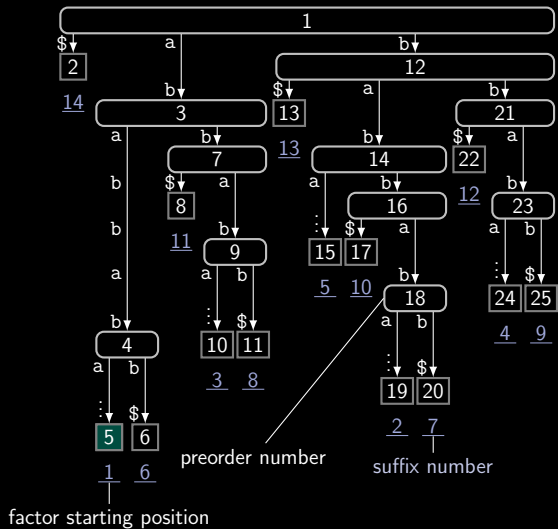 1
$ a b
2 12
14
b $ a b
3 13 21
13
a b b $ a
7 14 22
12
b $ a a b b
8 16 23
11
b b ⋮ $ a a b
9 15 17 24 25
5 10 4 9
a a b b ⋮ $
18
b ⋮ $ a b
4 10 11
3 8
a b ⋮ $
19 20
2 7
⋮ $
5 6
1 6
preorder number
suffix number
factor starting position